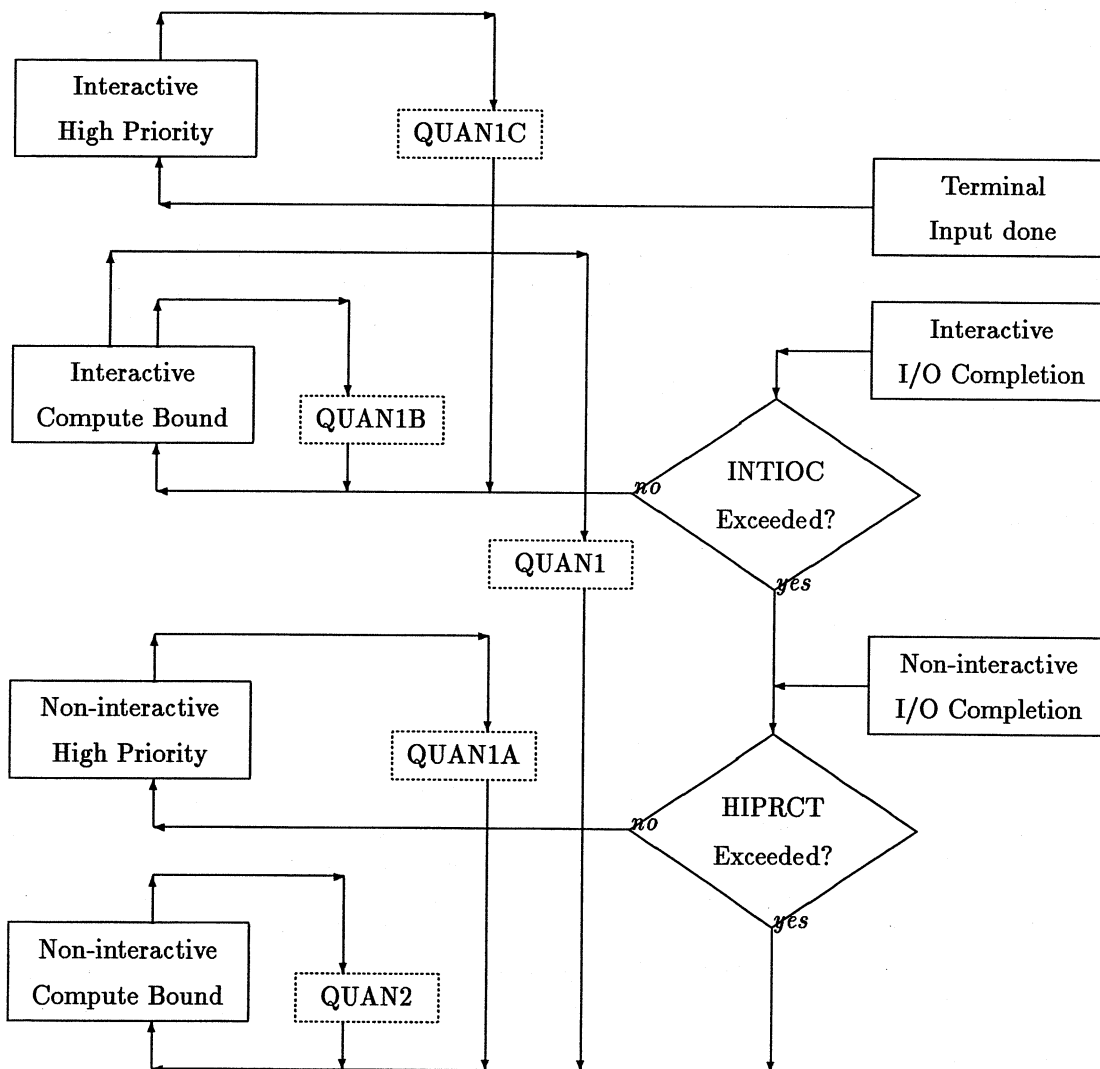 Interactive
High Priority
QUAN1C
Terminal
Input done
Interactive
I/O Completion
Interactive
Compute Bound
QUAN1B
no
INTIOC
Exceeded?
yes
QUAN1
Non-interactive
I/O Completion
Non-interactive
High Priority
QUAN1A
no
HIPRCT
Exceeded?
yes
Non-interactive
Compute Bound
QUAN2